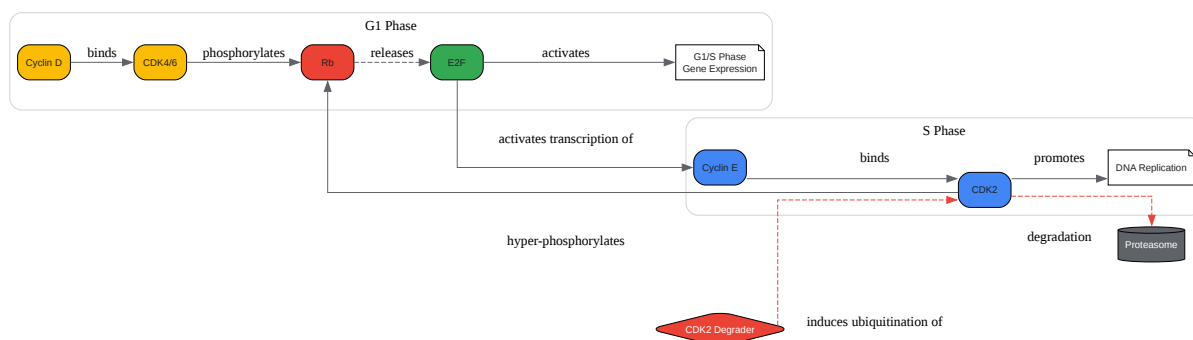 G1 Phase
Cyclin D
binds
CDK4/6
phosphorylates
Rb
releases
E2F
activates
G1/S Phase
Gene Expression
activates transcription of
S Phase
Cyclin E
binds
CDK2
promotes
DNA Replication
hyper-phosphorylates
degradation
Proteasome
CDK2 Degrader
induces ubiquitination of